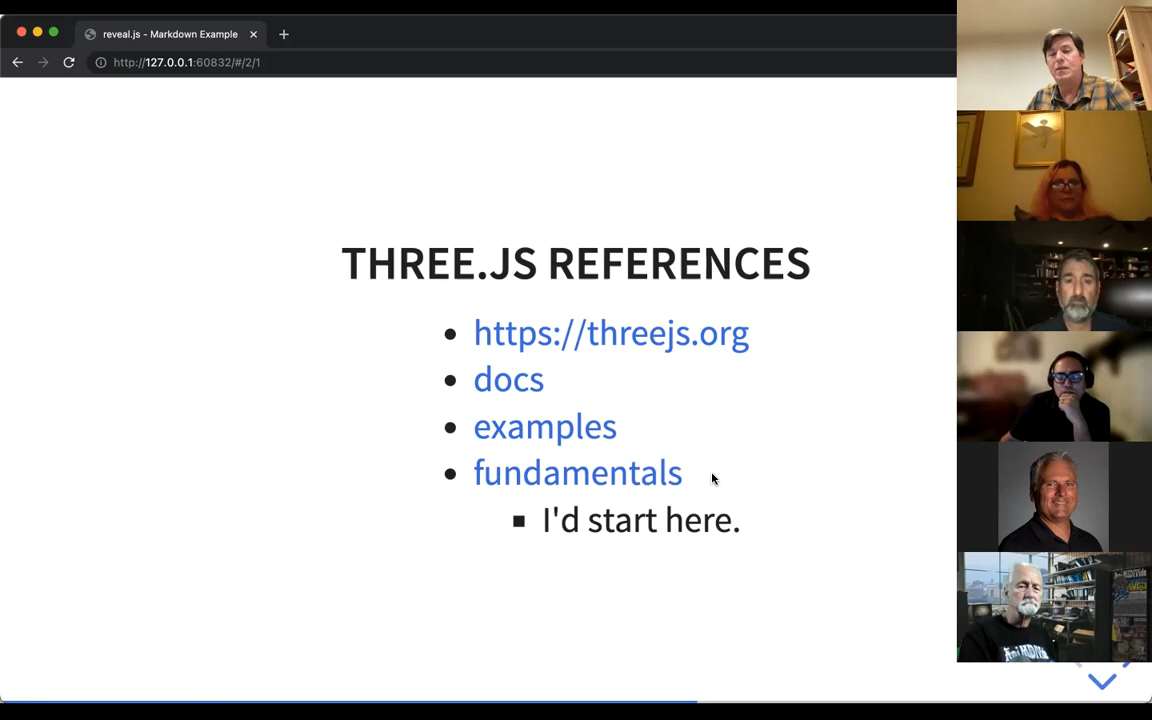 reveal.js - Markdown Example
http://127.0.0.1:60832/#/2/1
THREE.JS REFERENCES
• https://threejs.org
• docs
• examples
• fundamentals
▪ I'd start here.